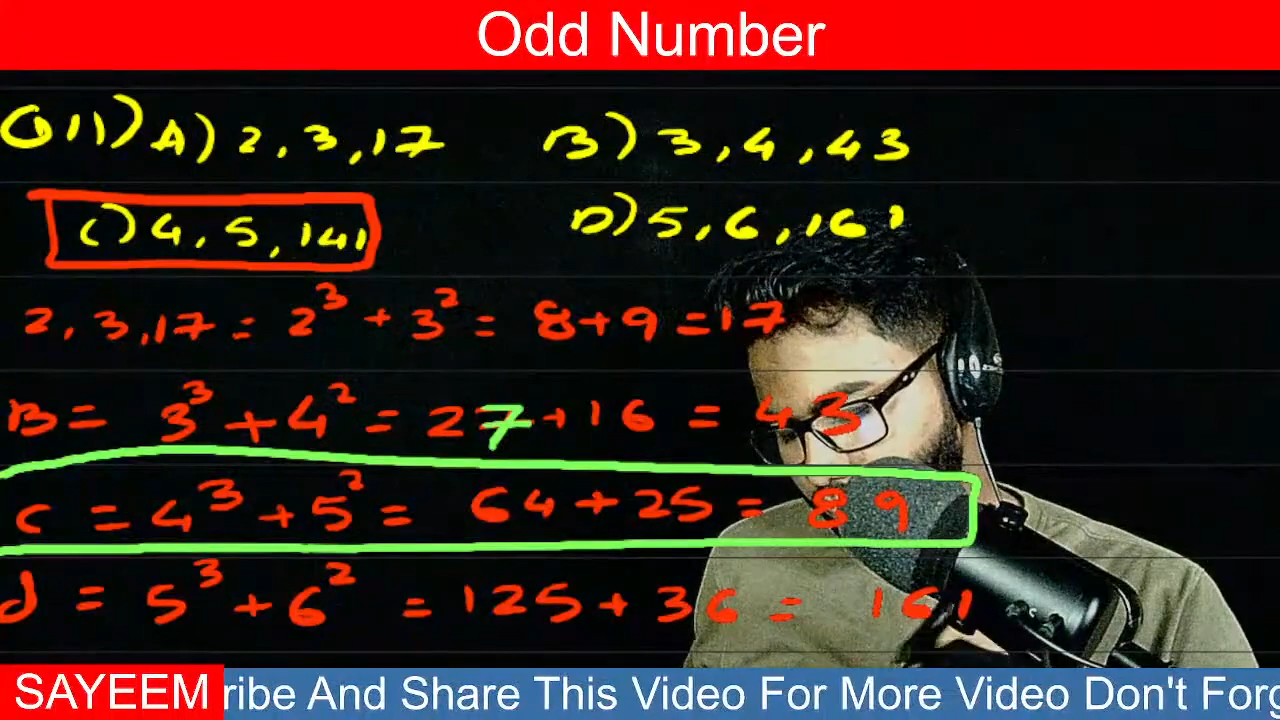 Odd Number
Q11) A) 2, 3, 17 B) 3, 4, 43
C) 4, 5, 141 D) 5, 6, 161
2, 3, 17 = 2³ + 3² = 8+9 = 17
B = 3³ + 4² = 27 + 16 = 43
C = 4³ + 5² = 64 + 25 = 89
d = 5³ + 6² = 125 + 36 = 161
SAYEEM ribe And Share This Video For More Video Don't Forg